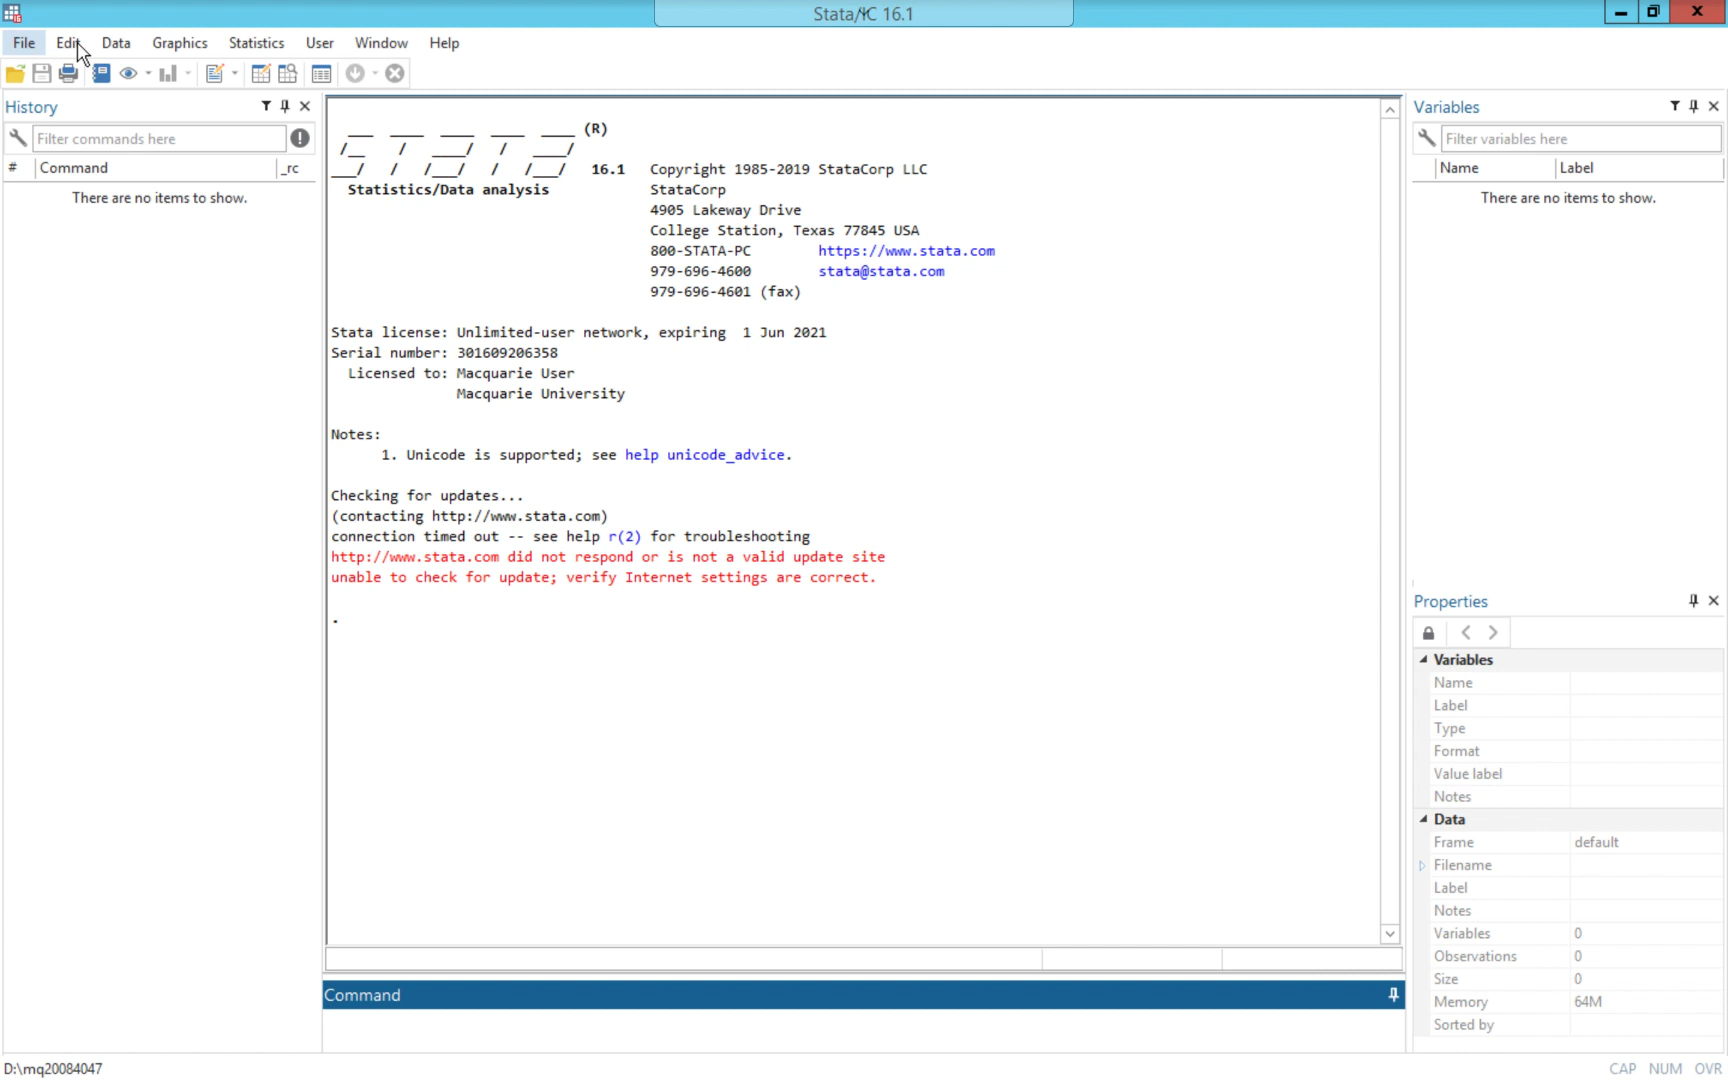 Stata/IC 16.1
File Edit Data Graphics Statistics User Window Help
History
Filter commands here
# Command _rc
There are no items to show.
(R)
STATA
16.1 Copyright 1985-2019 StataCorp LLC
Statistics/Data analysis StataCorp
4905 Lakeway Drive
College Station, Texas 77845 USA
800-STATA-PC https://www.stata.com
979-696-4600 stata@stata.com
979-696-4601 (fax)
Stata license: Unlimited-user network, expiring 1 Jun 2021
Serial number: 301609206358
Licensed to: Macquarie User
Macquarie University
Notes:
1. Unicode is supported; see help unicode_advice.
Checking for updates...
(contacting http://www.stata.com)
connection timed out -- see help r(2) for troubleshooting
http://www.stata.com did not respond or is not a valid update site
unable to check for update; verify Internet settings are correct.
.
Command
Variables
Filter variables here
Name Label
There are no items to show.
Properties
Variables
Name
Label
Type
Format
Value label
Notes
Data
Frame default
Filename
Label
Notes
Variables 0
Observations 0
Size 0
Memory 64M
Sorted by
D:\mq20084047
CAP NUM OVR